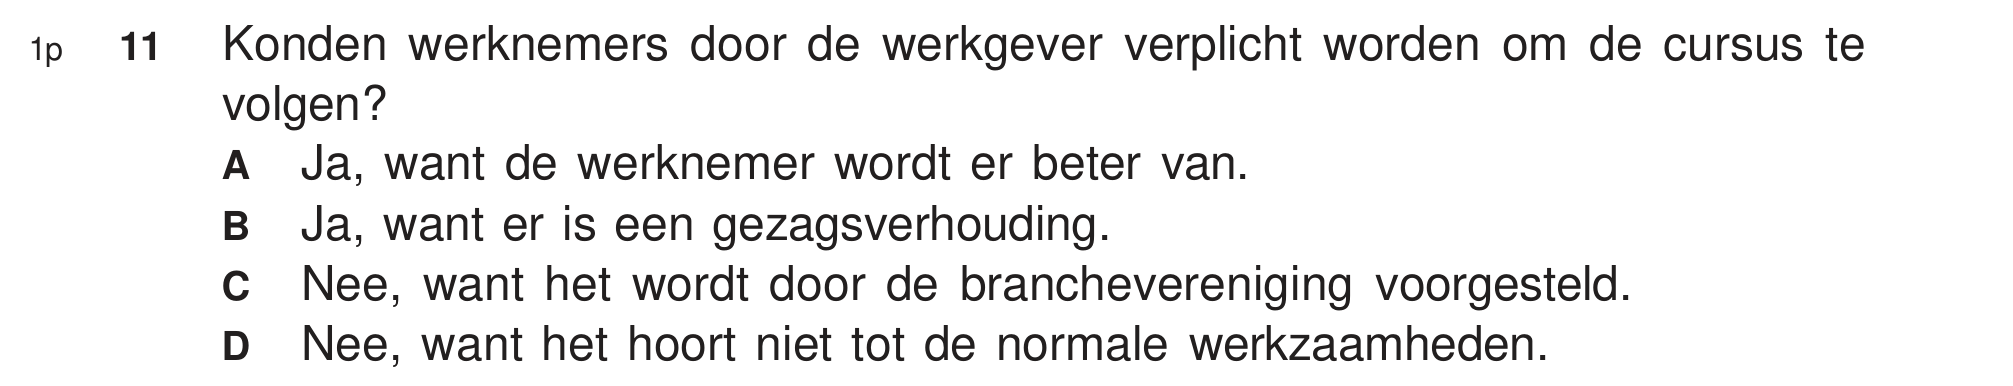 1p 11 Konden werknemers door de werkgever verplicht worden om de cursus te
volgen?
A Ja, want de werknemer wordt er beter van.
B Ja, want er is een gezagsverhouding.
C Nee, want het wordt door de branchevereniging voorgesteld.
D Nee, want het hoort niet tot de normale werkzaamheden.